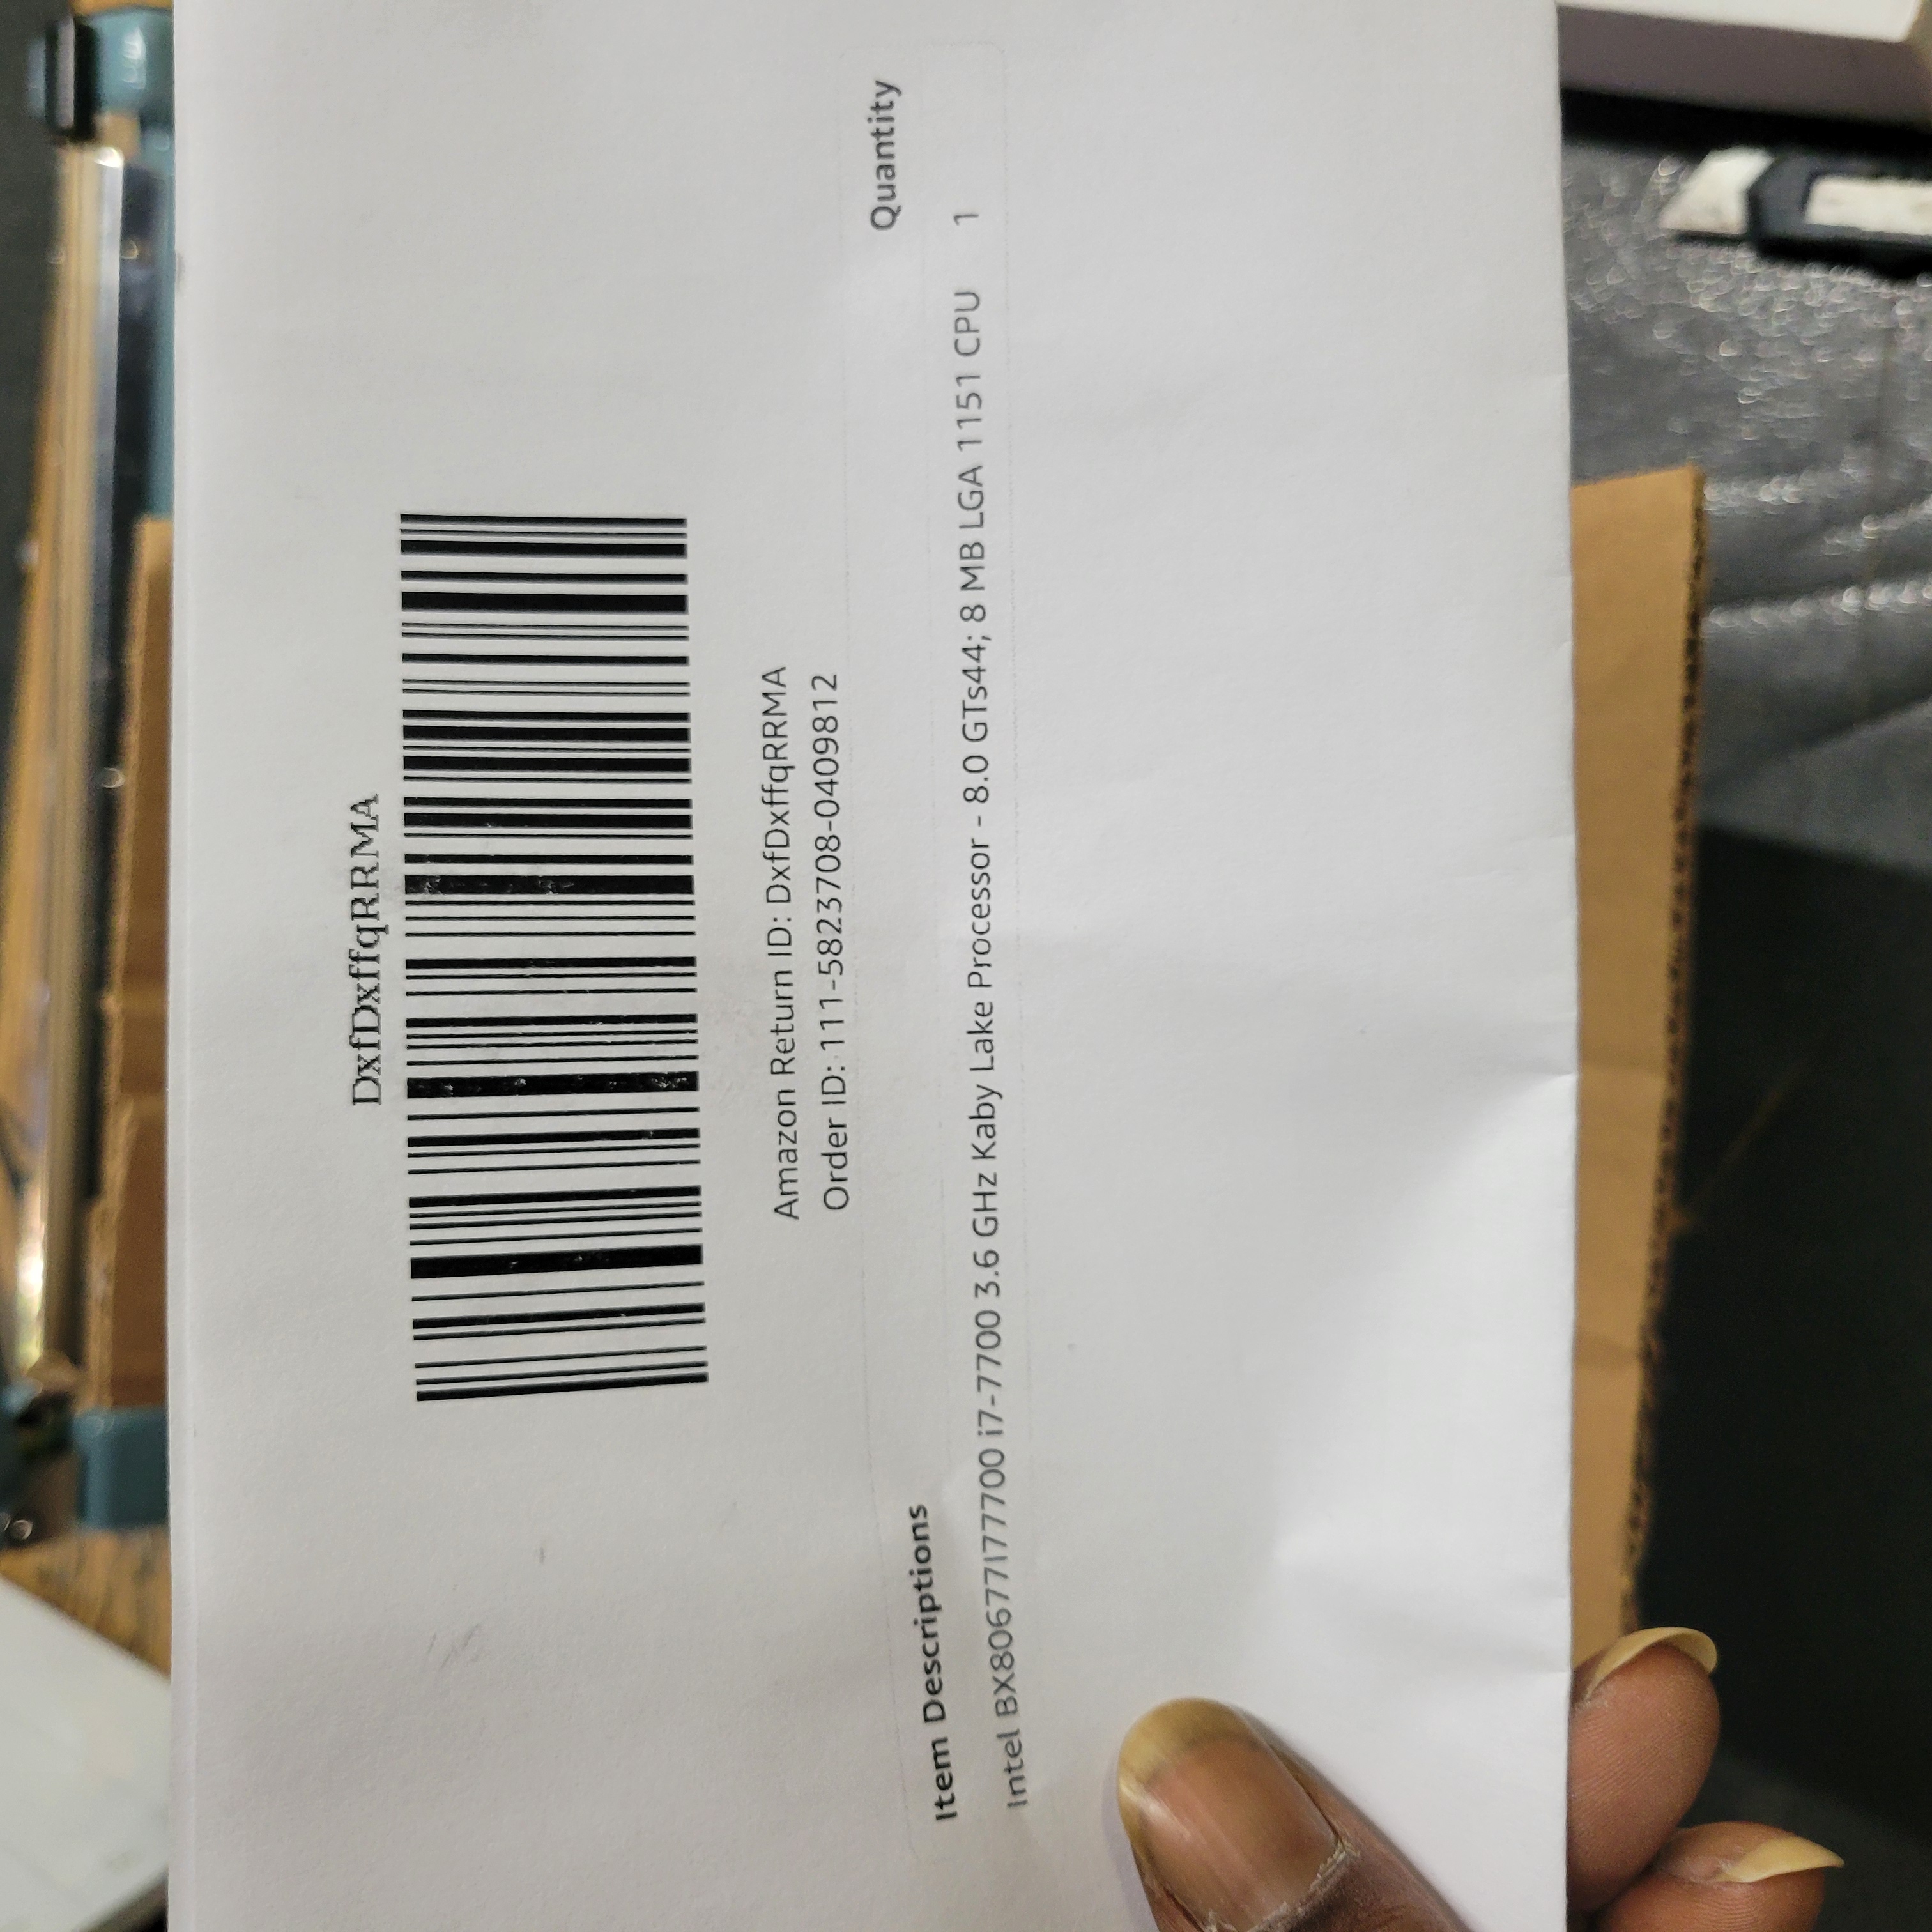 DxfDxffqRRMA
Amazon Return ID: DxfDxffqRRMA
Order ID: 111-5823708-0409812
Item Descriptions Quantity
Intel BX80677I77700 i7-7700 3.6 GHz Kaby Lake Processor - 8.0 GTs44; 8 MB LGA 1151 CPU 1